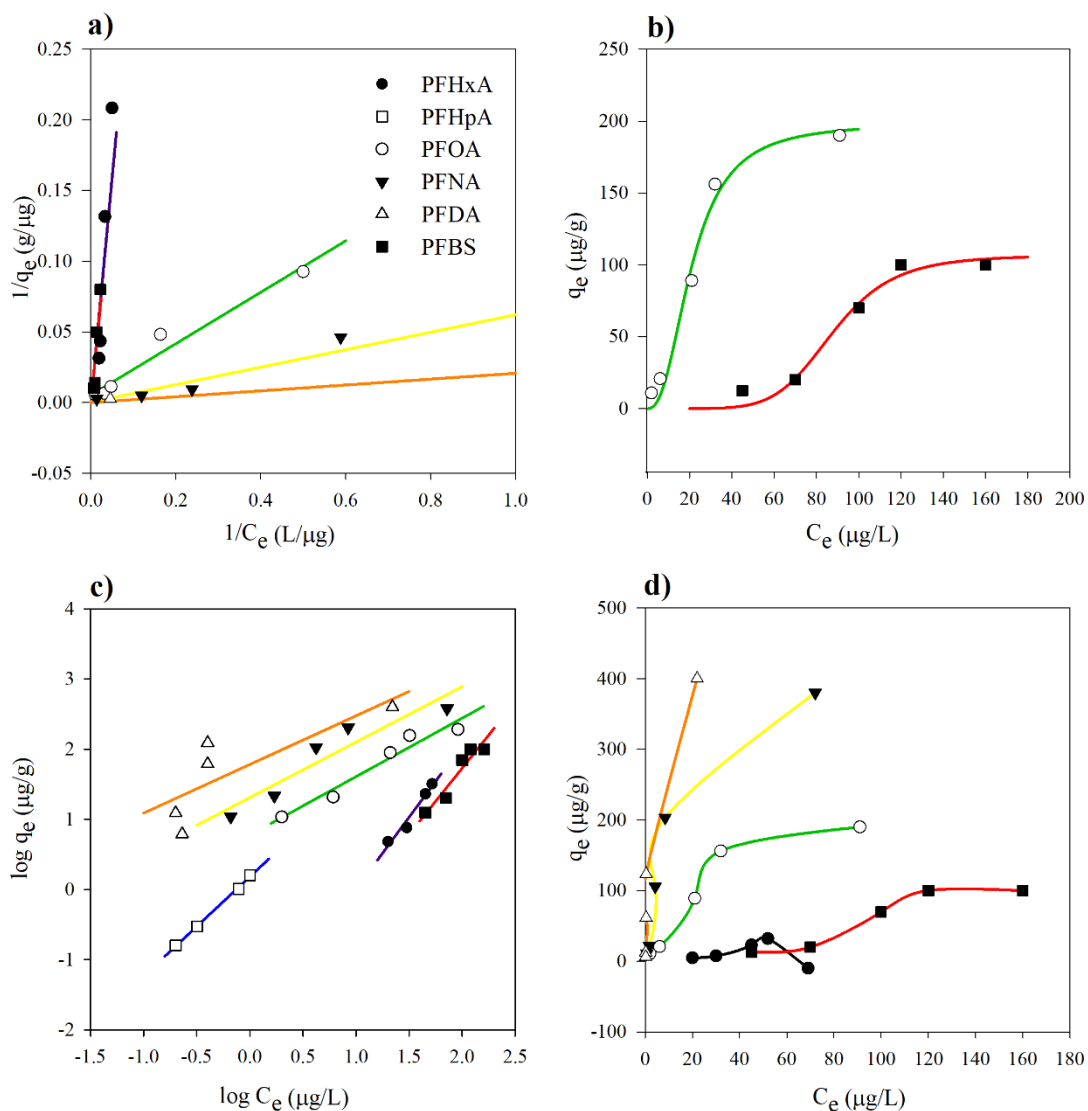 a)
0.25
0.20
0.15
0.10
0.05
0.00
-0.05
1/qe (g/μg)
0.0 0.2 0.4 0.6 0.8 1.0
1/Ce (L/μg)
PFHxA
PFHpA
PFOA
PFNA
PFDA
PFBS
b)
250
200
150
100
50
0
qe (μg/g)
0 20 40 60 80 100 120 140 160 180 200
Ce (μg/L)
c)
4
3
2
1
0
-1
-2
log qe (μg/g)
-1.5 -1.0 -0.5 0.0 0.5 1.0 1.5 2.0 2.5
log Ce (μg/L)
d)
500
400
300
200
100
0
-100
qe (μg/g)
0 20 40 60 80 100 120 140 160 180
Ce (μg/L)